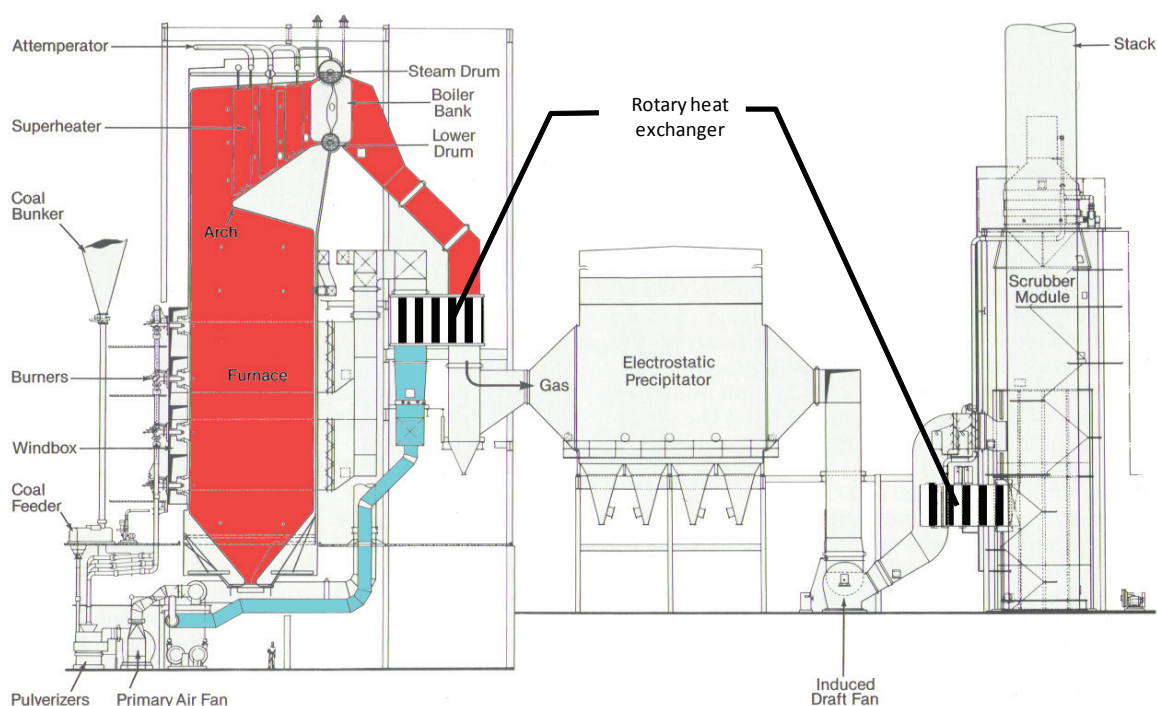 Attemperator
Superheater
Coal
Bunker
Burners
Windbox
Coal
Feeder
Pulverizers
Primary Air Fan
Arch
Furnace
Steam Drum
Boiler
Bank
Lower
Drum
Rotary heat
exchanger
Gas
Electrostatic
Precipitator
Induced
Draft Fan
Scrubber
Module
Stack